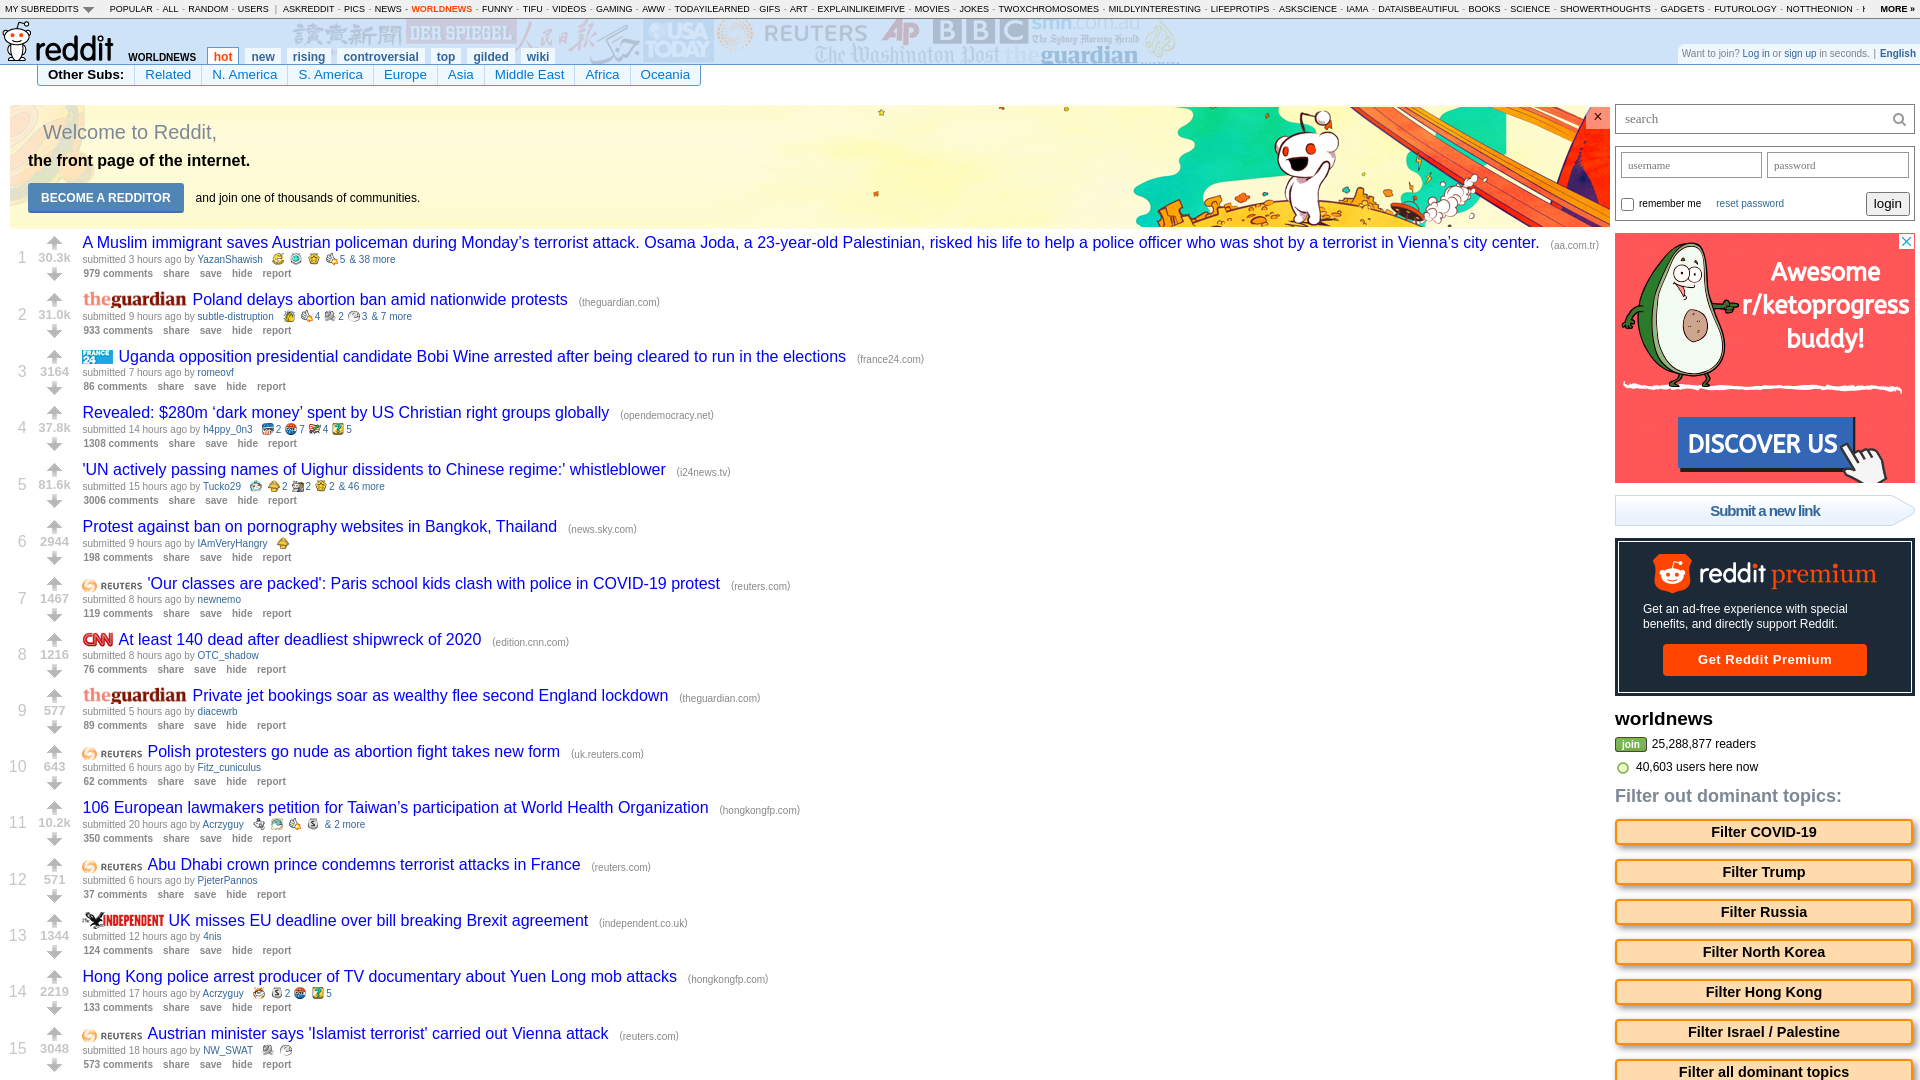 MY SUBREDDITS POPULAR - ALL - RANDOM - USERS | ASKREDDIT - PICS - NEWS - WORLDNEWS - FUNNY - TIFU - VIDEOS - GAMING - AWW - TODAYILEARNED - GIFS - ART - EXPLAINLIKEIMFIVE - MOVIES - JOKES - TWOXCHROMOSOMES - MILDLYINTERESTING - LIFEPROTIPS - ASKSCIENCE - IAMA - DATAISBEAUTIFUL - BOOKS - SCIENCE - SHOWERTHOUGHTS - GADGETS - FUTUROLOGY - NOTTHEONION - MORE »
SPIEGEL ONLINE USA TODAY REUTERS AP BBC smh.com.au The Sydney Morning Herald
The Washington Post theguardian
reddit WORLDNEWS hot new rising controversial top gilded wiki
Want to join? Log in or sign up in seconds. | English
Other Subs: Related N. America S. America Europe Asia Middle East Africa Oceania
Welcome to Reddit,
the front page of the internet.
BECOME A REDDITOR and join one of thousands of communities.
×
1
30.3k
A Muslim immigrant saves Austrian policeman during Monday’s terrorist attack. Osama Joda, a 23-year-old Palestinian, risked his life to help a police officer who was shot by a terrorist in Vienna’s city center. (aa.com.tr)
submitted 3 hours ago by YazanShawish 5 & 38 more
979 comments share save hide report
2
31.0k
theguardian Poland delays abortion ban amid nationwide protests (theguardian.com)
submitted 9 hours ago by subtle-distruption 4 2 3 & 7 more
933 comments share save hide report
3
3164
FRANCE 24 Uganda opposition presidential candidate Bobi Wine arrested after being cleared to run in the elections (france24.com)
submitted 7 hours ago by romeovf
86 comments share save hide report
4
37.8k
Revealed: $280m ‘dark money’ spent by US Christian right groups globally (opendemocracy.net)
submitted 14 hours ago by h4ppy_0n3 2 7 4 5
1308 comments share save hide report
5
81.6k
'UN actively passing names of Uighur dissidents to Chinese regime:' whistleblower (i24news.tv)
submitted 15 hours ago by Tucko29 2 2 2 & 46 more
3006 comments share save hide report
6
2944
Protest against ban on pornography websites in Bangkok, Thailand (news.sky.com)
submitted 9 hours ago by IAmVeryHangry
198 comments share save hide report
7
1467
REUTERS 'Our classes are packed': Paris school kids clash with police in COVID-19 protest (reuters.com)
submitted 8 hours ago by newnemo
119 comments share save hide report
8
1216
CNN At least 140 dead after deadliest shipwreck of 2020 (edition.cnn.com)
submitted 8 hours ago by OTC_shadow
76 comments share save hide report
9
577
theguardian Private jet bookings soar as wealthy flee second England lockdown (theguardian.com)
submitted 5 hours ago by diacewrb
89 comments share save hide report
10
643
REUTERS Polish protesters go nude as abortion fight takes new form (uk.reuters.com)
submitted 6 hours ago by Fitz_cuniculus
62 comments share save hide report
11
10.2k
106 European lawmakers petition for Taiwan’s participation at World Health Organization (hongkongfp.com)
submitted 20 hours ago by Acrzyguy & 2 more
350 comments share save hide report
12
571
REUTERS Abu Dhabi crown prince condemns terrorist attacks in France (reuters.com)
submitted 6 hours ago by PjeterPannos
37 comments share save hide report
13
1344
INDEPENDENT UK misses EU deadline over bill breaking Brexit agreement (independent.co.uk)
submitted 12 hours ago by 4nis
124 comments share save hide report
14
2219
Hong Kong police arrest producer of TV documentary about Yuen Long mob attacks (hongkongfp.com)
submitted 17 hours ago by Acrzyguy 2 5
133 comments share save hide report
15
3048
REUTERS Austrian minister says 'Islamist terrorist' carried out Vienna attack (reuters.com)
submitted 18 hours ago by NW_SWAT
573 comments share save hide report
search
username password
remember me reset password login
Awesome
r/ketoprogress
buddy!
DISCOVER US
Submit a new link
reddit premium
Get an ad-free experience with special
benefits, and directly support Reddit.
Get Reddit Premium
worldnews
join 25,288,877 readers
40,603 users here now
Filter out dominant topics:
Filter COVID-19
Filter Trump
Filter Russia
Filter North Korea
Filter Hong Kong
Filter Israel / Palestine
Filter all dominant topics